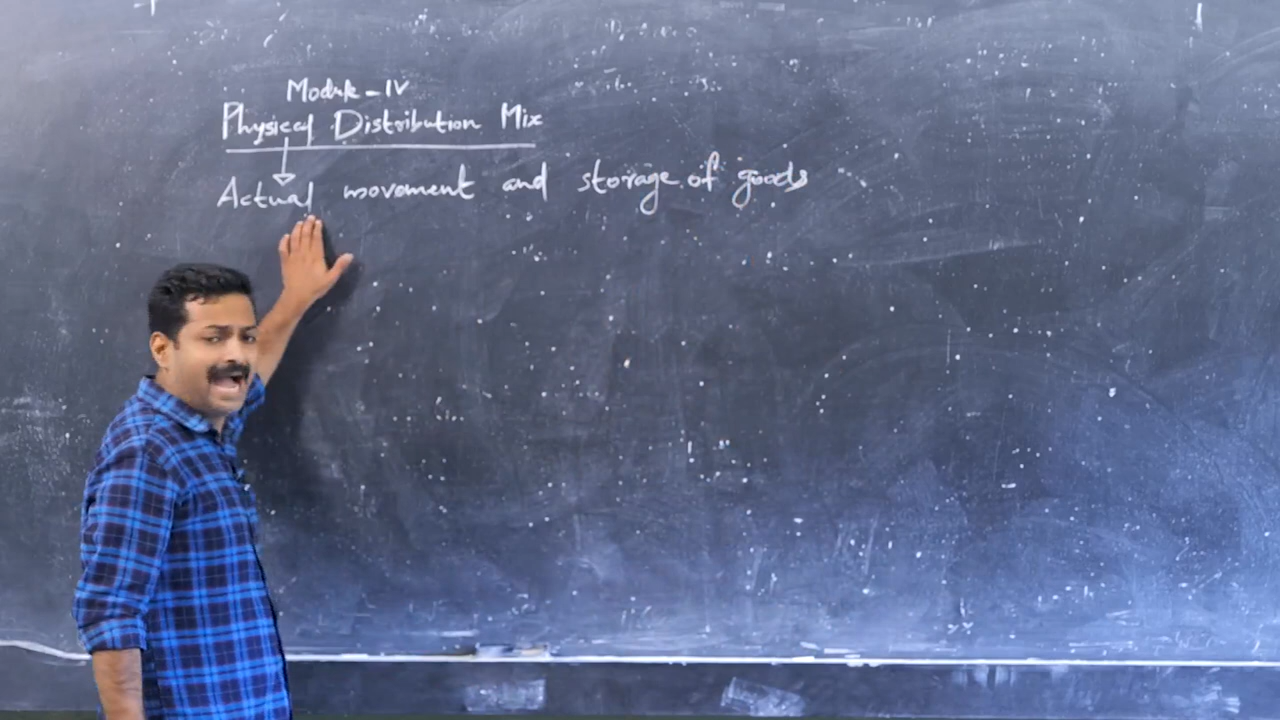 Module - IV
Physical Distribution Mix
Actual movement and storage of goods